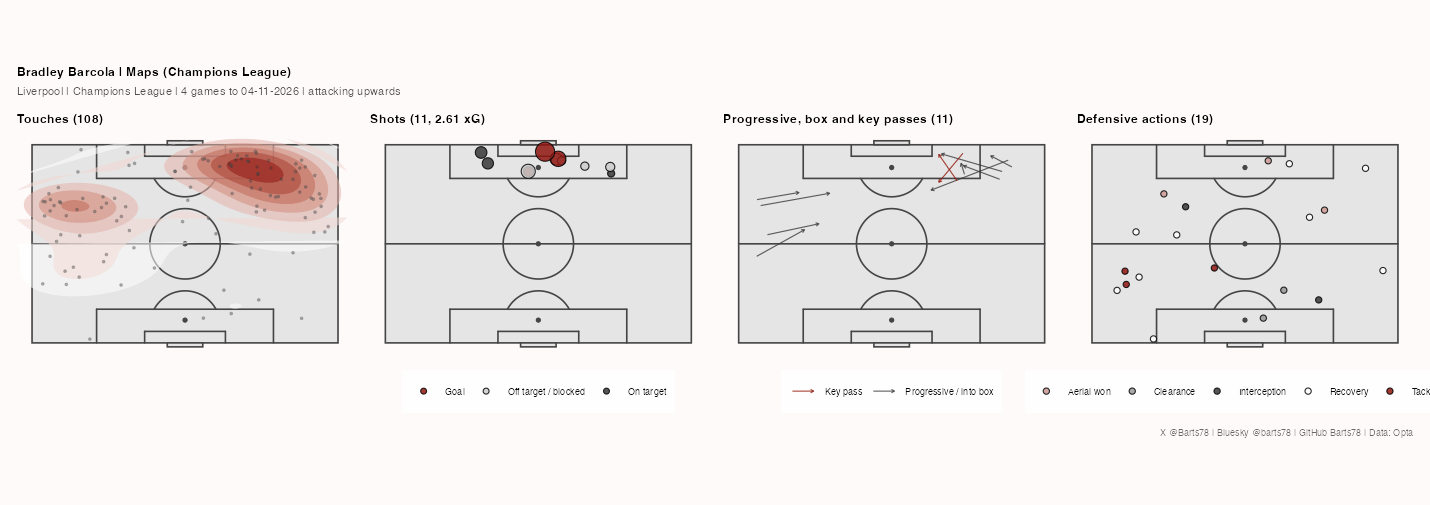 Bradley Barcola | Maps (Champions League)
Liverpool | Champions League | 4 games to 04-11-2026 | attacking upwards
Touches (108)
Shots (11, 2.61 xG)
Progressive, box and key passes (11)
Defensive actions (19)
Goal
Off target / blocked
On target
Key pass
Progressive / Into box
Aerial won
Clearance
Interception
Recovery
Tack
X @Barts78 | Bluesky @barts78 | GitHub Barts78 | Data: Opta